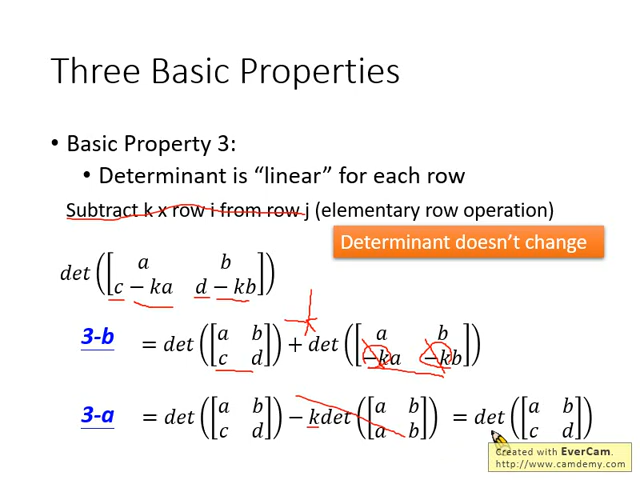 Three Basic Properties
• Basic Property 3:
• Determinant is “linear” for each row
Subtract k x row i from row j (elementary row operation)
Determinant doesn’t change
det([a b; c − ka d − kb])
3-b = det([a b; c d]) + det([a b; −ka −kb])
3-a = det([a b; c d]) − kdet([a b; a b]) = det([a b; c d])
Created with EverCam.
http://www.camdemy.com